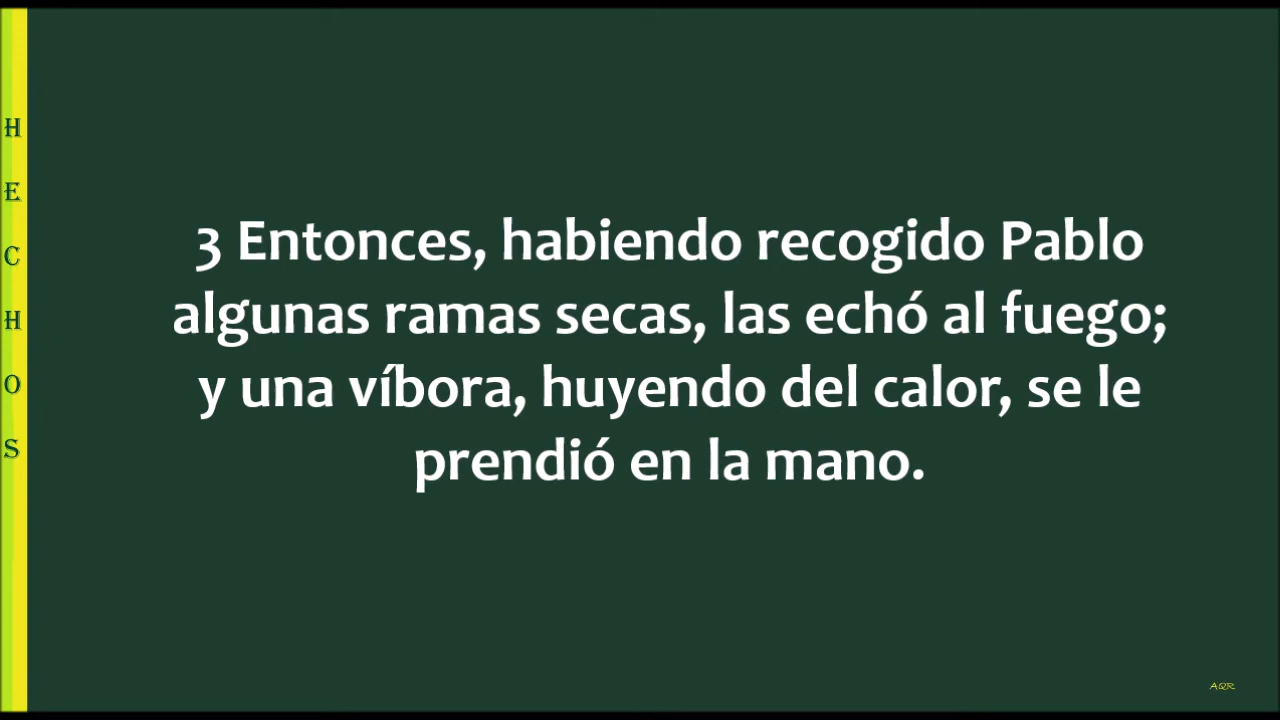 HECHOS
3 Entonces, habiendo recogido Pablo
algunas ramas secas, las echó al fuego;
y una víbora, huyendo del calor, se le
prendió en la mano.
AQR